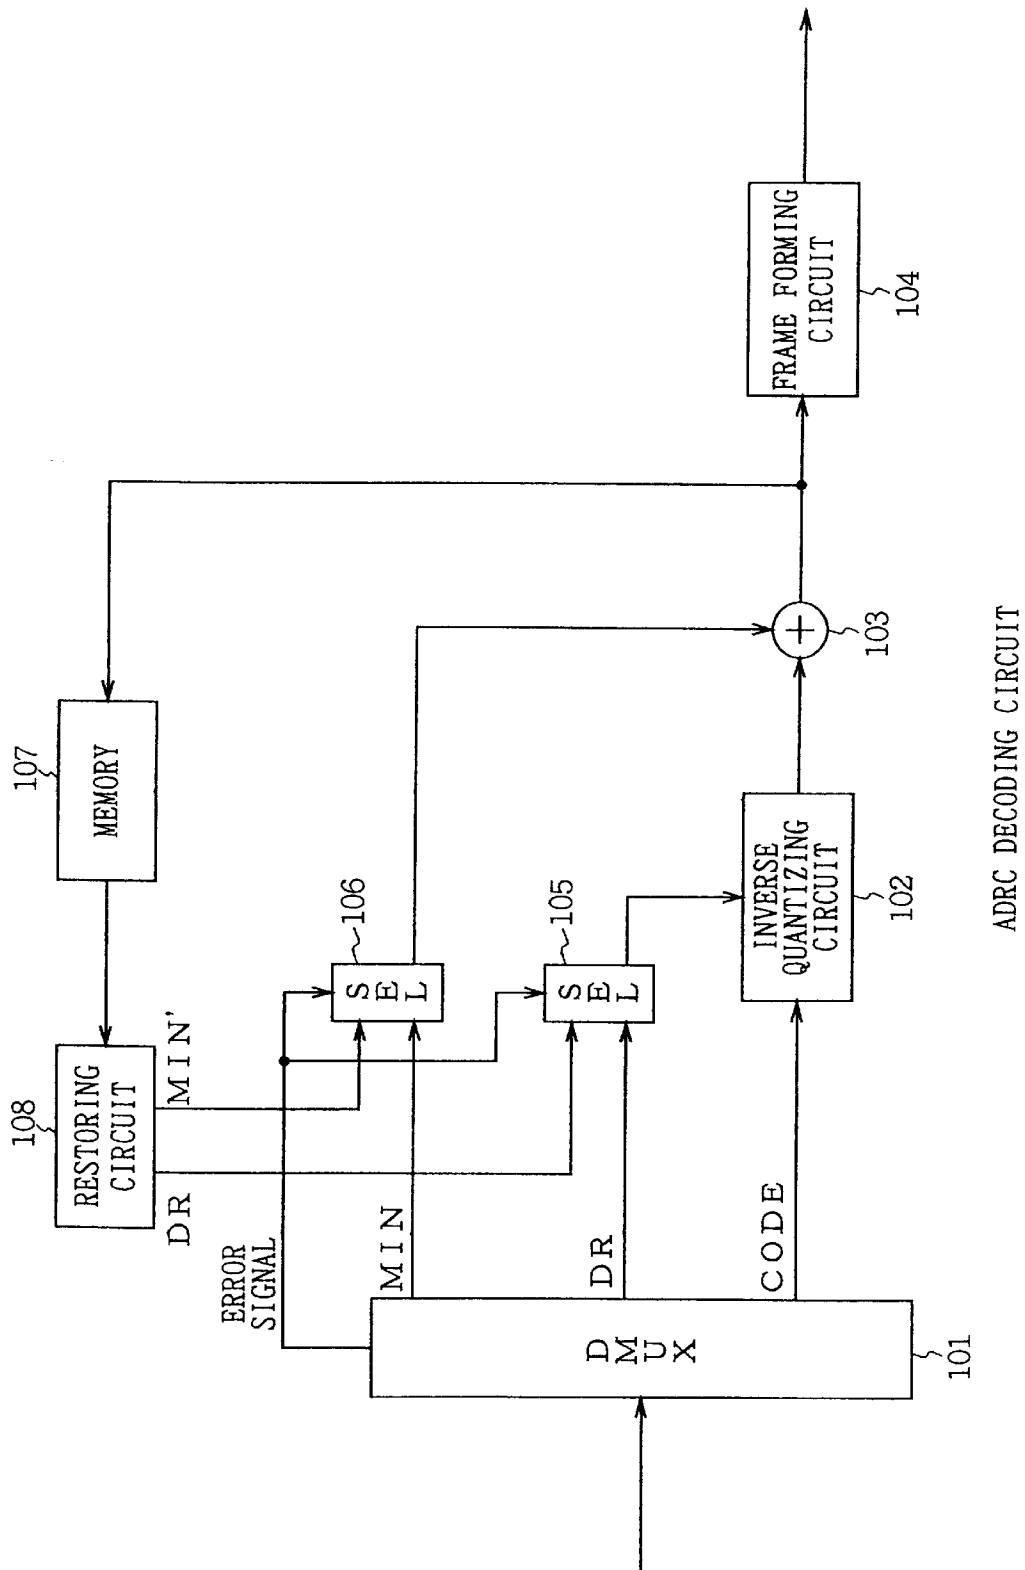 108
RESTORING
CIRCUIT
107
MEMORY
DR
MIN'
ERROR
SIGNAL
106
SEL
MIN
105
SEL
DR
DMUX
101
CODE
INVERSE
QUANTIZING
CIRCUIT
102
+
103
FRAME FORMING
CIRCUIT
104
ADRC DECODING CIRCUIT